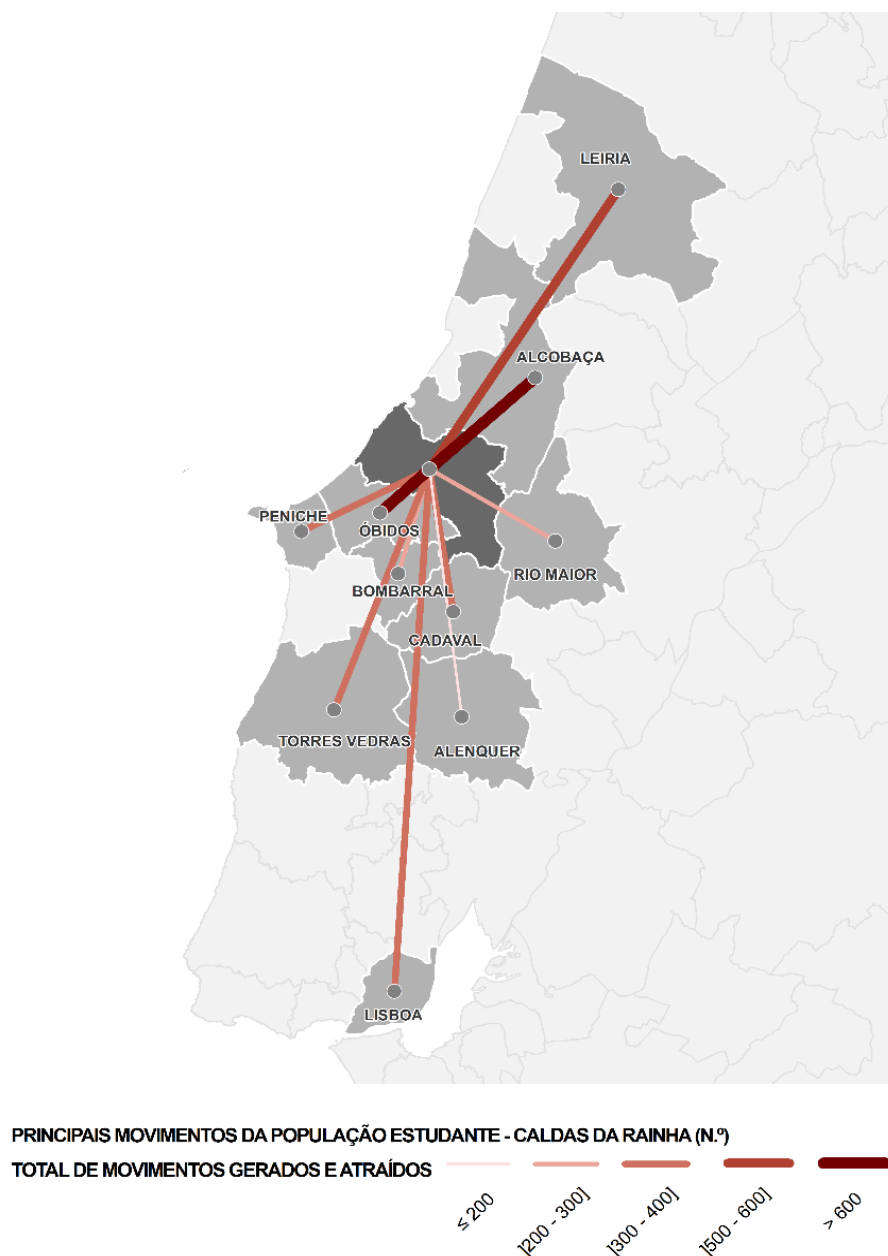 LEIRIA
ALCOBAÇA
PENICHE
ÓBIDOS
RIO MAIOR
BOMBARRAL
CADAVAL
TORRES VEDRAS
ALENQUER
LISBOA
PRINCIPAIS MOVIMENTOS DA POPULAÇÃO ESTUDANTE - CALDAS DA RAINHA (N.º)
TOTAL DE MOVIMENTOS GERADOS E ATRAÍDOS
≤ 200
]200 - 300]
]300 - 400]
]500 - 600]
> 600